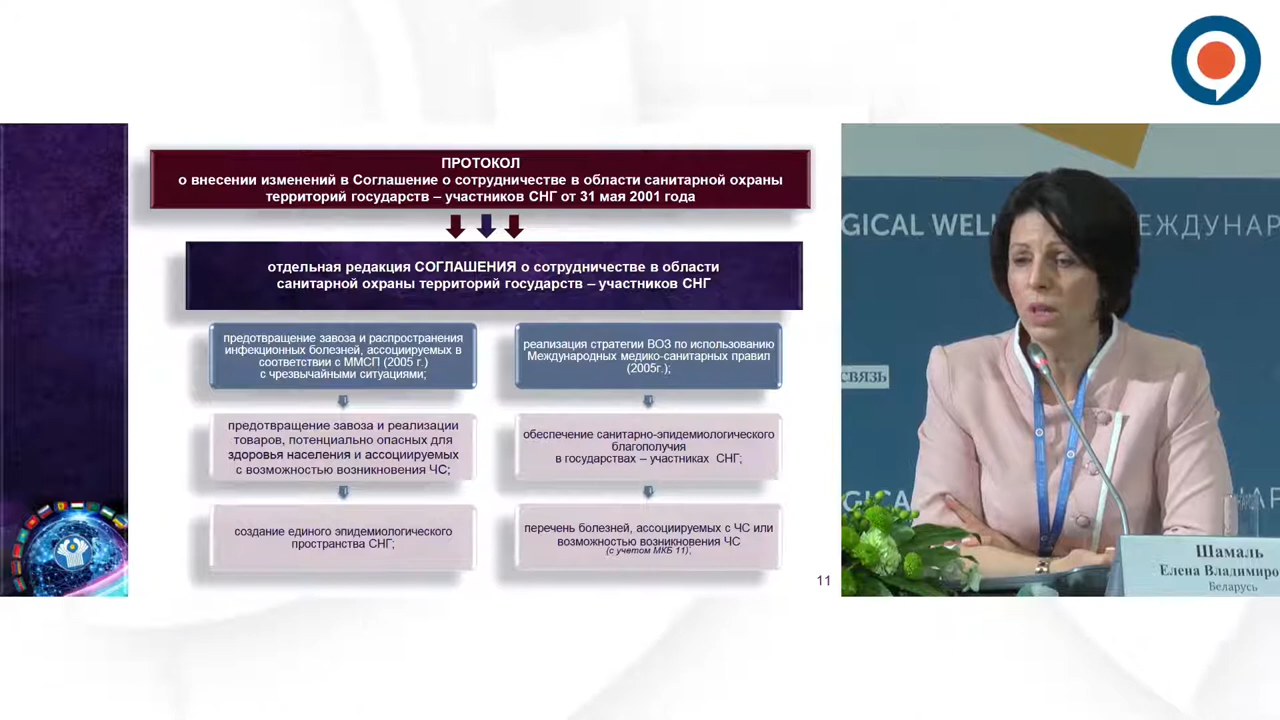 ПРОТОКОЛ
о внесении изменений в Соглашение о сотрудничестве в области санитарной охраны
территорий государств – участников СНГ от 31 мая 2001 года
отдельная редакция СОГЛАШЕНИЯ о сотрудничестве в области
санитарной охраны территорий государств – участников СНГ
предотвращение завоза и распространения
инфекционных болезней, ассоциируемых в
соответствии с ММСП (2005 г.)
с чрезвычайными ситуациями;
реализация стратегии ВОЗ по использованию
Международных медико-санитарных правил
(2005г.);
предотвращение завоза и реализации
товаров, потенциально опасных для
здоровья населения и ассоциируемых
с возможностью возникновения ЧС;
обеспечение санитарно-эпидемиологического
благополучия
в государствах – участниках СНГ;
создание единого эпидемиологического
пространства СНГ;
перечень болезней, ассоциируемых с ЧС или
возможностью возникновения ЧС
(с учетом МКБ 11);
11
GICAL WEL
ЕЖДУНАР
СВЯЗЬ
GICA
НАР
Шамаль
Елена Владимиро
Беларусь